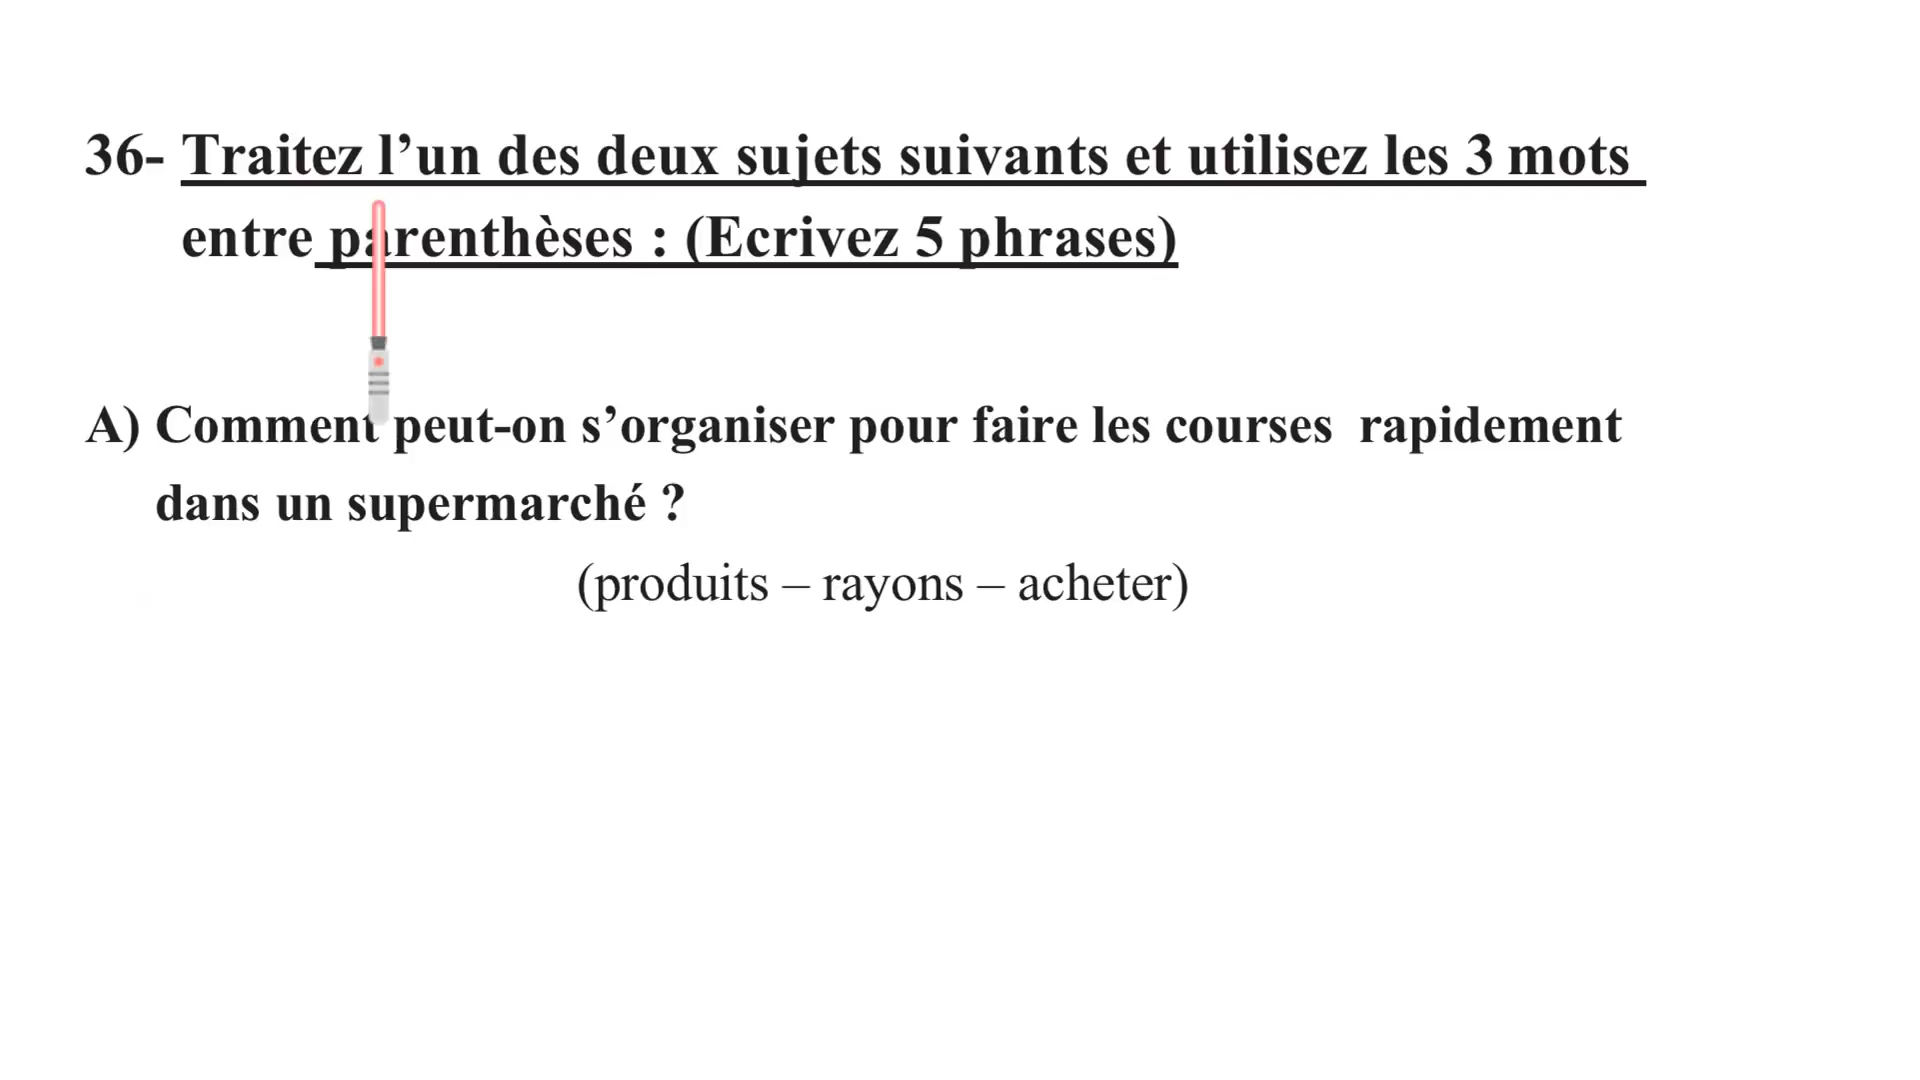 36- Traitez l’un des deux sujets suivants et utilisez les 3 mots
entre parenthèses : (Ecrivez 5 phrases)
A) Comment peut-on s’organiser pour faire les courses rapidement
dans un supermarché ?
(produits – rayons – acheter)